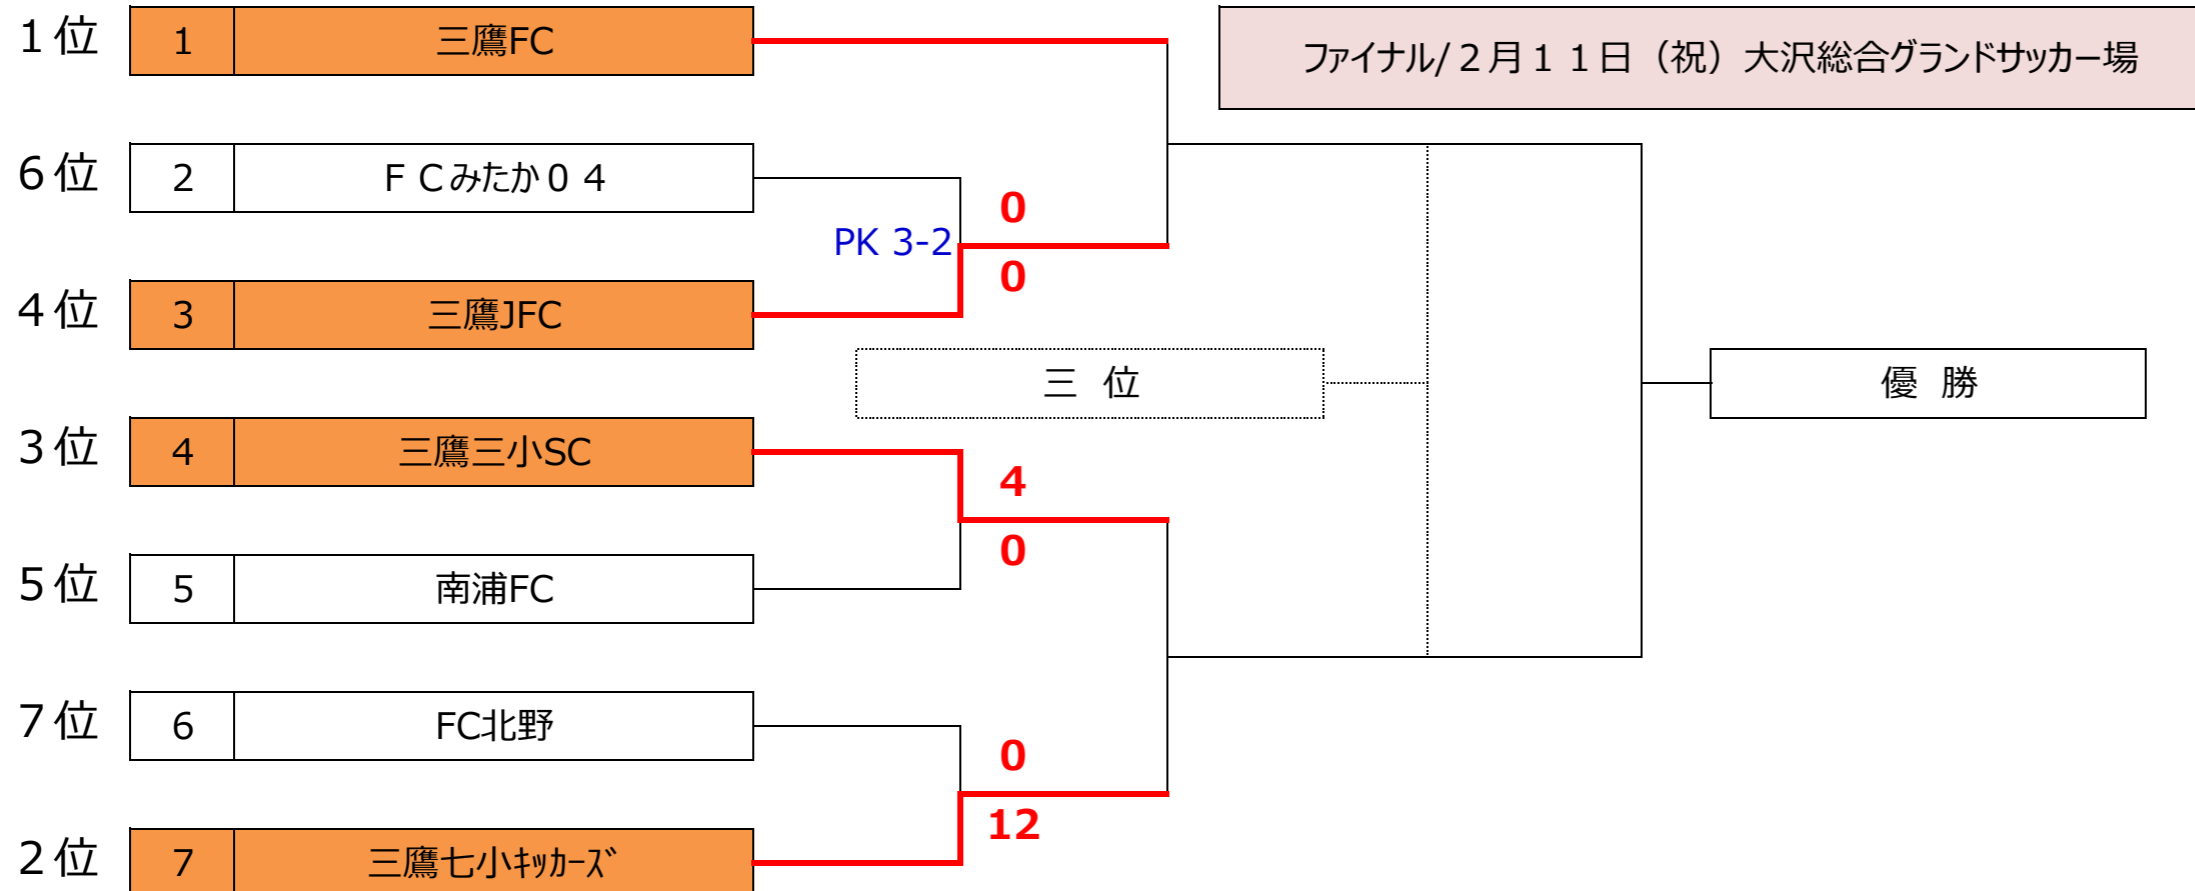 １位 1 三鷹FC
ファイナル/２月１１日（祝）大沢総合グランドサッカー場
６位 2 ＦＣみたか０４
0
PK 3-2
0
４位 3 三鷹JFC
三 位
優 勝
３位 4 三鷹三小SC
4
0
５位 5 南浦FC
７位 6 FC北野
0
12
２位 7 三鷹七小ｷｯｶｰｽﾞ